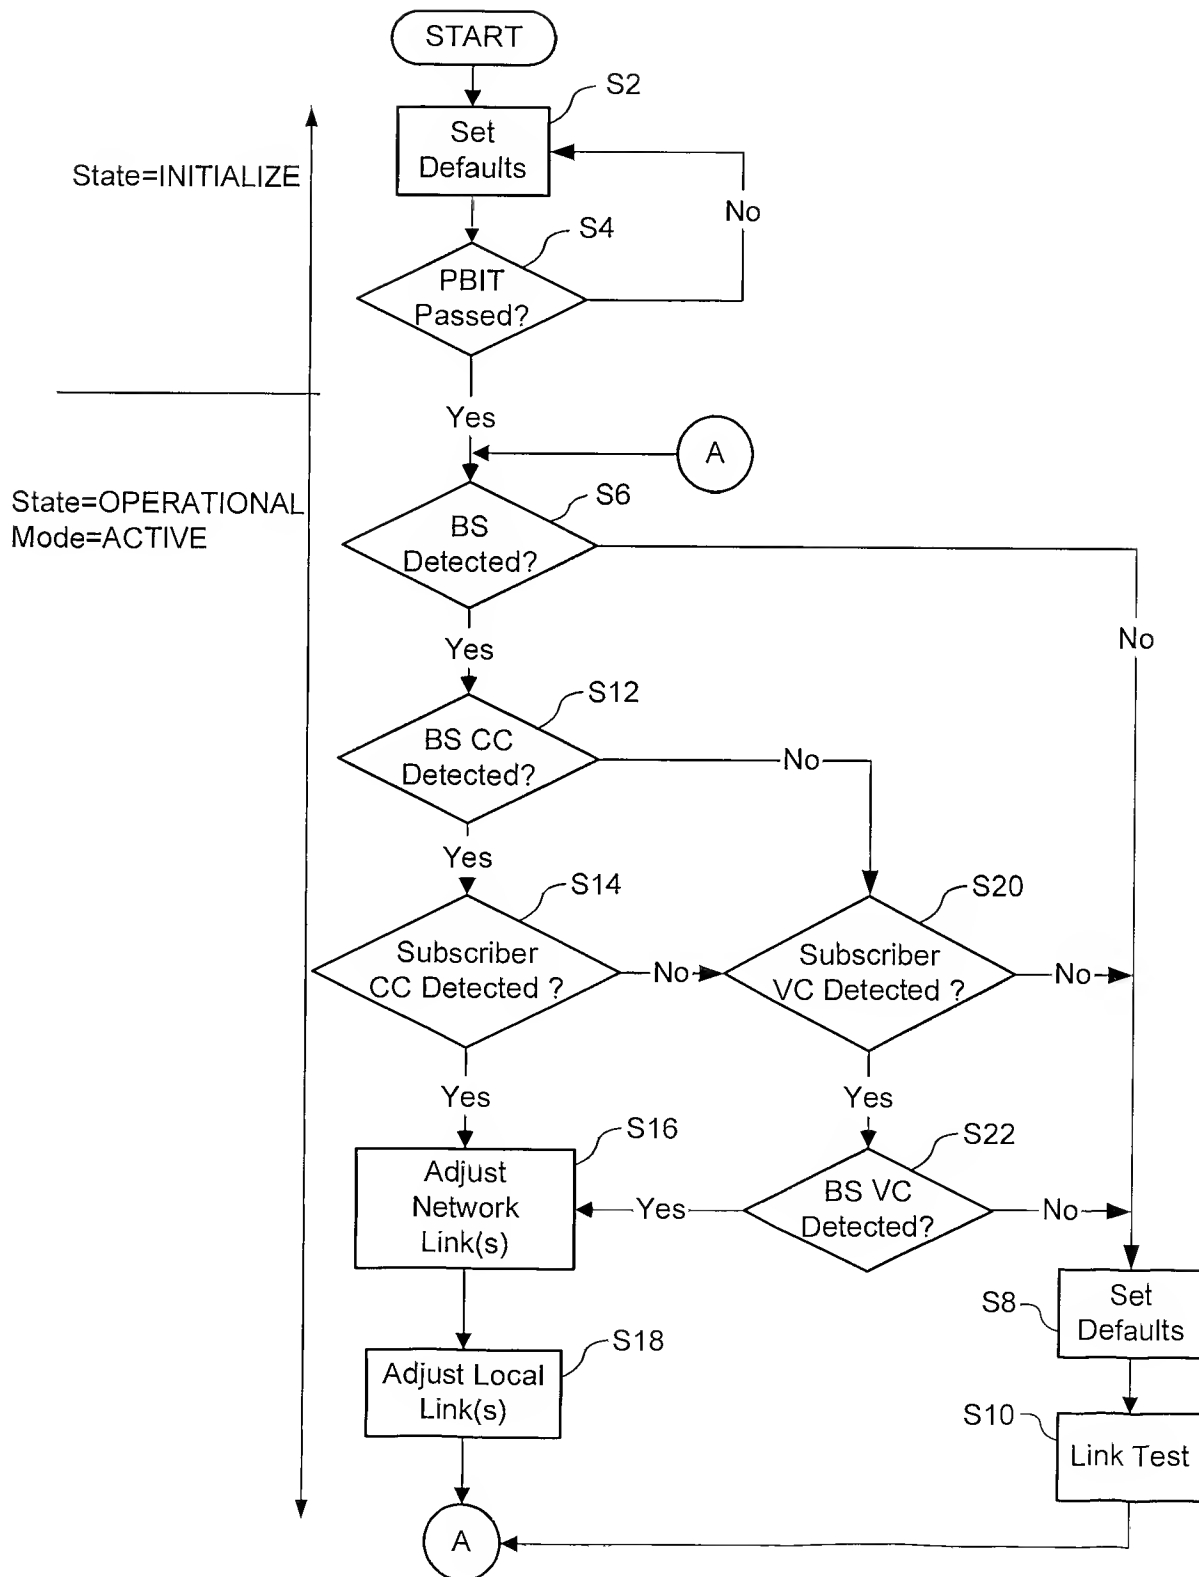 START
S2
Set
Defaults
State=INITIALIZE
No
S4
PBIT
Passed?
Yes
A
State=OPERATIONAL
Mode=ACTIVE
S6
BS
Detected?
No
Yes
S12
BS CC
Detected?
No
Yes
S14
S20
Subscriber
CC Detected ?
No
Subscriber
VC Detected ?
No
Yes
Yes
S16
S22
Adjust
Network
Link(s)
Yes
BS VC
Detected?
No
S8
Set
Defaults
S18
Adjust Local
Link(s)
S10
Link Test
A